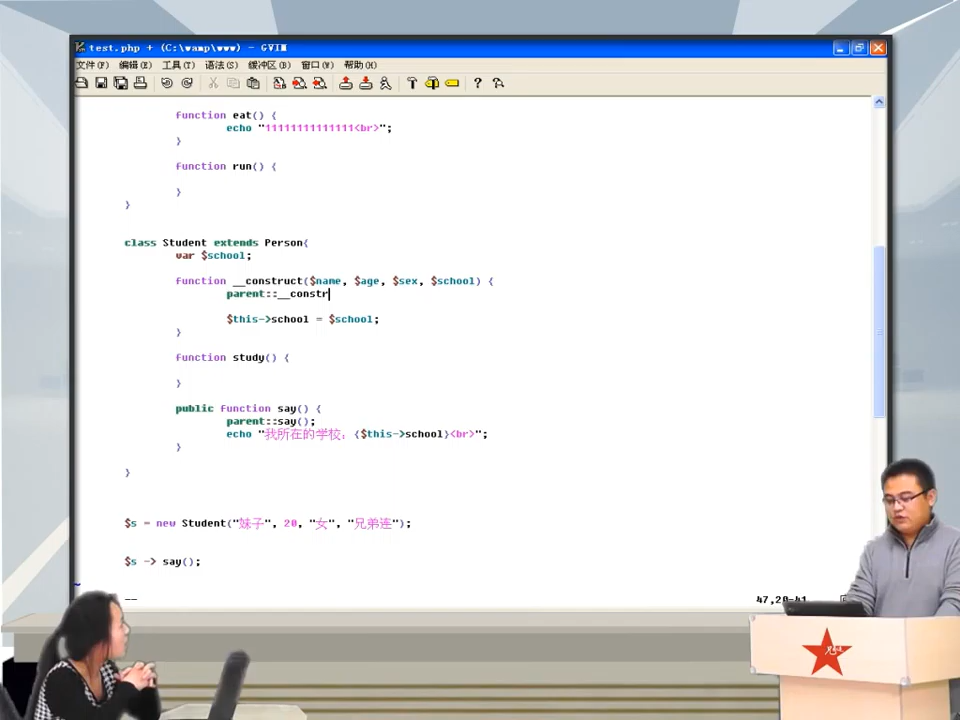 test.php + (C:\wamp\www) - GVIM
文件(F) 编辑(E) 工具(T) 语法(S) 缓冲区(B) 窗口(W) 帮助(H)
function eat() {
echo "11111111111111<br>";
}
function run() {
}
}
class Student extends Person{
var $school;
function __construct($name, $age, $sex, $school) {
parent::__constr
$this->school = $school;
}
function study() {
}
public function say() {
parent::say();
echo "我所在的学校：{$this->school}<br>";
}
}
$s = new Student("妹子", 20, "女", "兄弟连");
$s -> say();
~
--
47,20-41